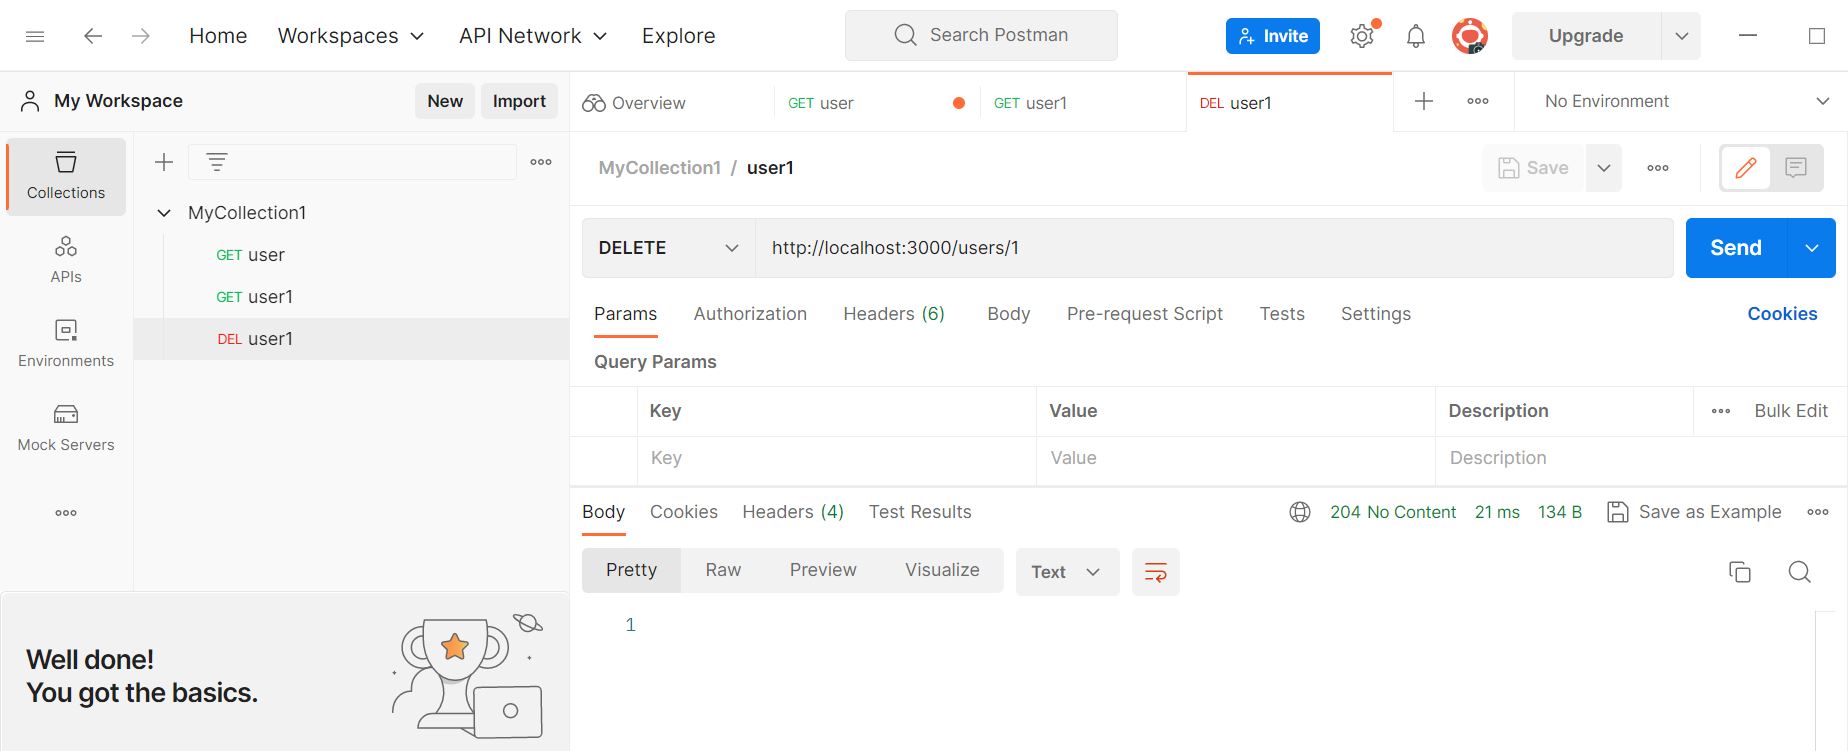 Home Workspaces API Network Explore Search Postman Invite Upgrade
My Workspace New Import
Overview GET user GET user1 DEL user1 No Environment
Collections
APIs
Environments
Mock Servers
MyCollection1
GET user
GET user1
DEL user1
Well done!
You got the basics.
MyCollection1 / user1 Save
DELETE http://localhost:3000/users/1 Send
Params Authorization Headers (6) Body Pre-request Script Tests Settings Cookies
Query Params
Key Value Description Bulk Edit
Key Value Description
Body Cookies Headers (4) Test Results 204 No Content 21 ms 134 B Save as Example
Pretty Raw Preview Visualize Text
1